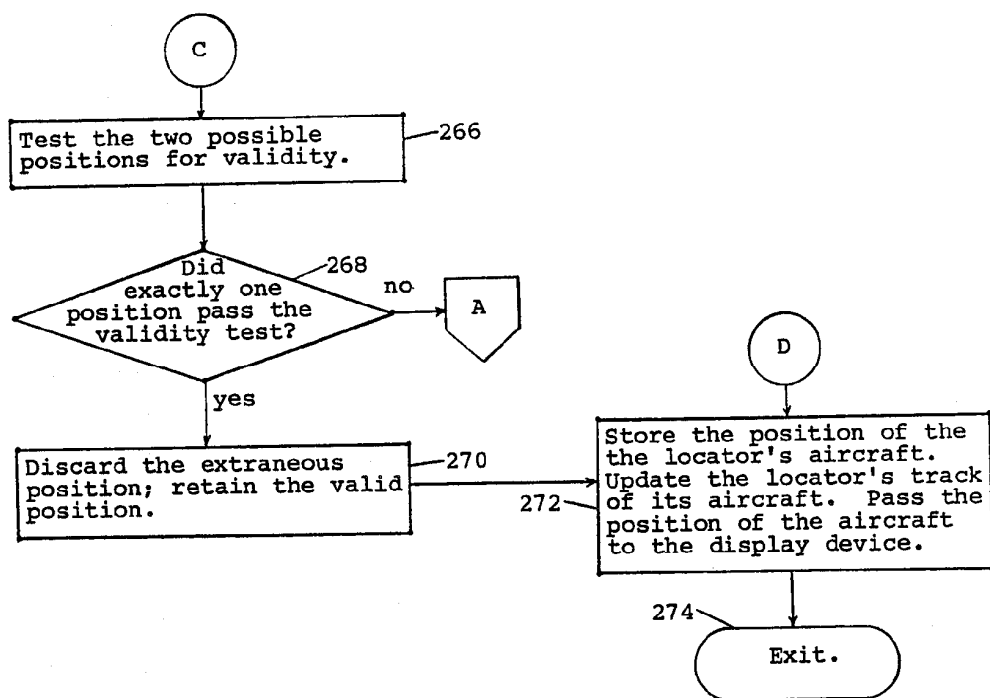 C
Test the two possible
positions for validity.
266
Did
exactly one
position pass the
validity test?
268
no
A
yes
Discard the extraneous
position; retain the valid
position.
270
D
Store the position of the
the locator's aircraft.
Update the locator's track
of its aircraft. Pass the
position of the aircraft
to the display device.
272
274
Exit.